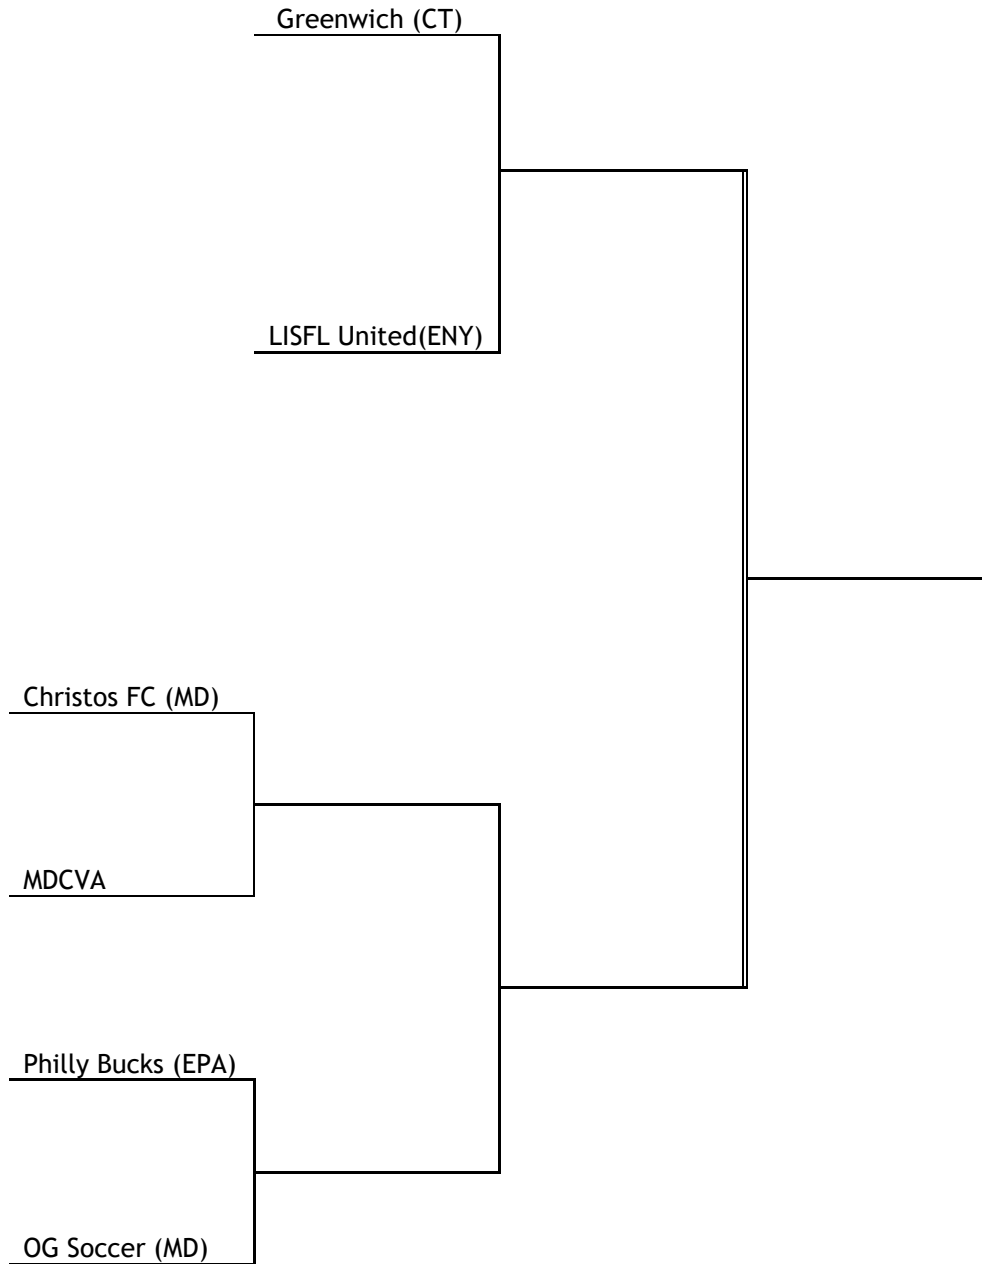 Greenwich (CT)
LISFL United(ENY)
Christos FC (MD)
MDCVA
Philly Bucks (EPA)
OG Soccer (MD)